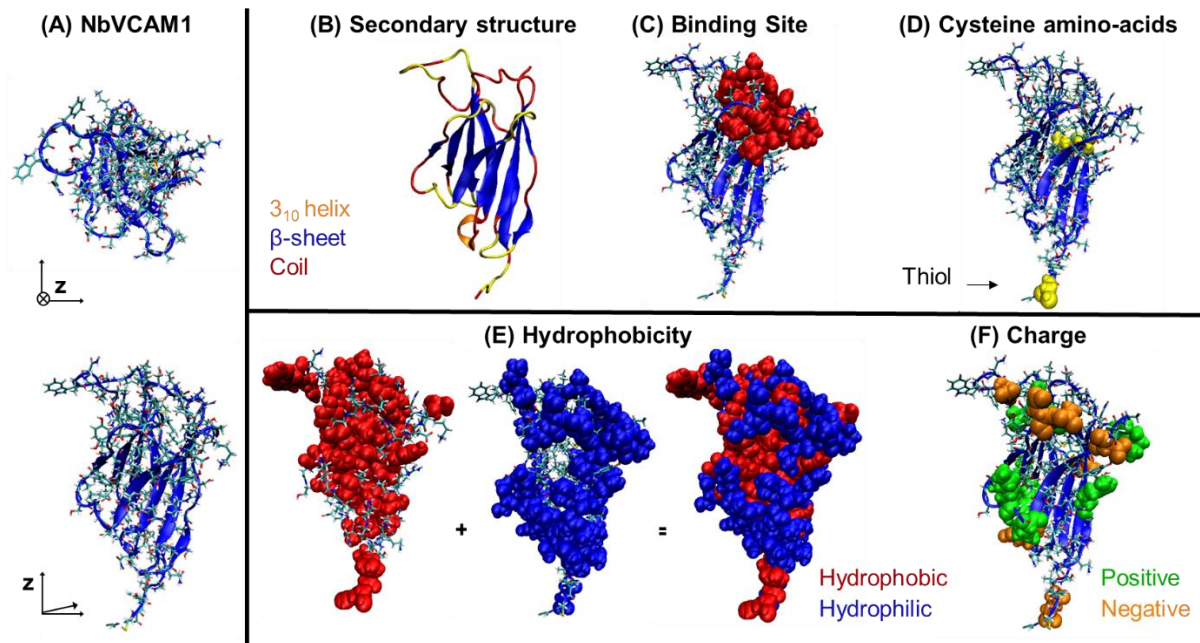 (A) NbVCAM1
z
z
(B) Secondary structure
3₁₀ helix
β-sheet
Coil
(C) Binding Site
(D) Cysteine amino-acids
Thiol
(E) Hydrophobicity
+
=
Hydrophobic
Hydrophilic
(F) Charge
Positive
Negative